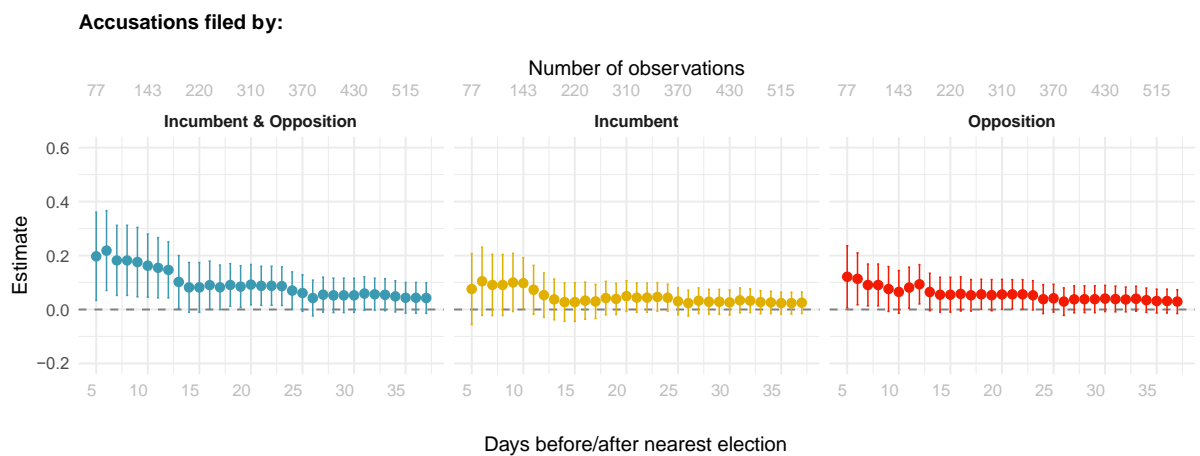 Accusations filed by:
Number of observations
77 143 220 310 370 430 515 77 143 220 310 370 430 515 77 143 220 310 370 430 515
Incumbent & Opposition Incumbent Opposition
0.6
0.4
0.2
0.0
−0.2
Estimate
5 10 15 20 25 30 35 5 10 15 20 25 30 35 5 10 15 20 25 30 35
Days before/after nearest election